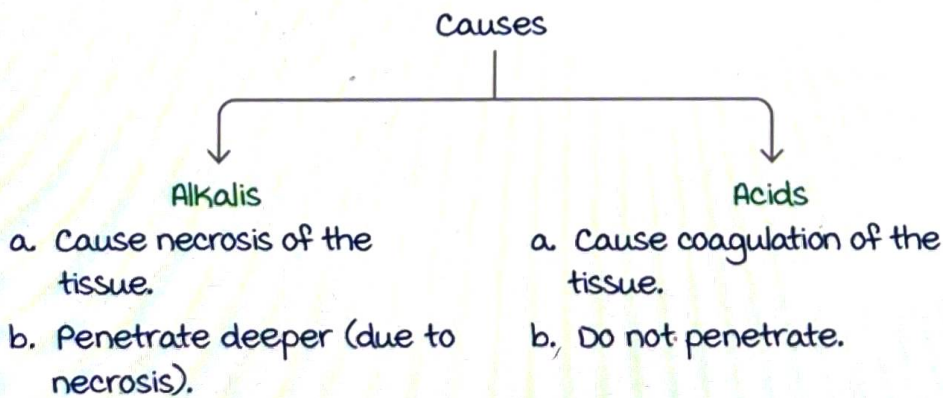 Causes
Alkalis
a. Cause necrosis of the
tissue.
b. Penetrate deeper (due to
necrosis).
Acids
a. Cause coagulation of the
tissue.
b. Do not penetrate.